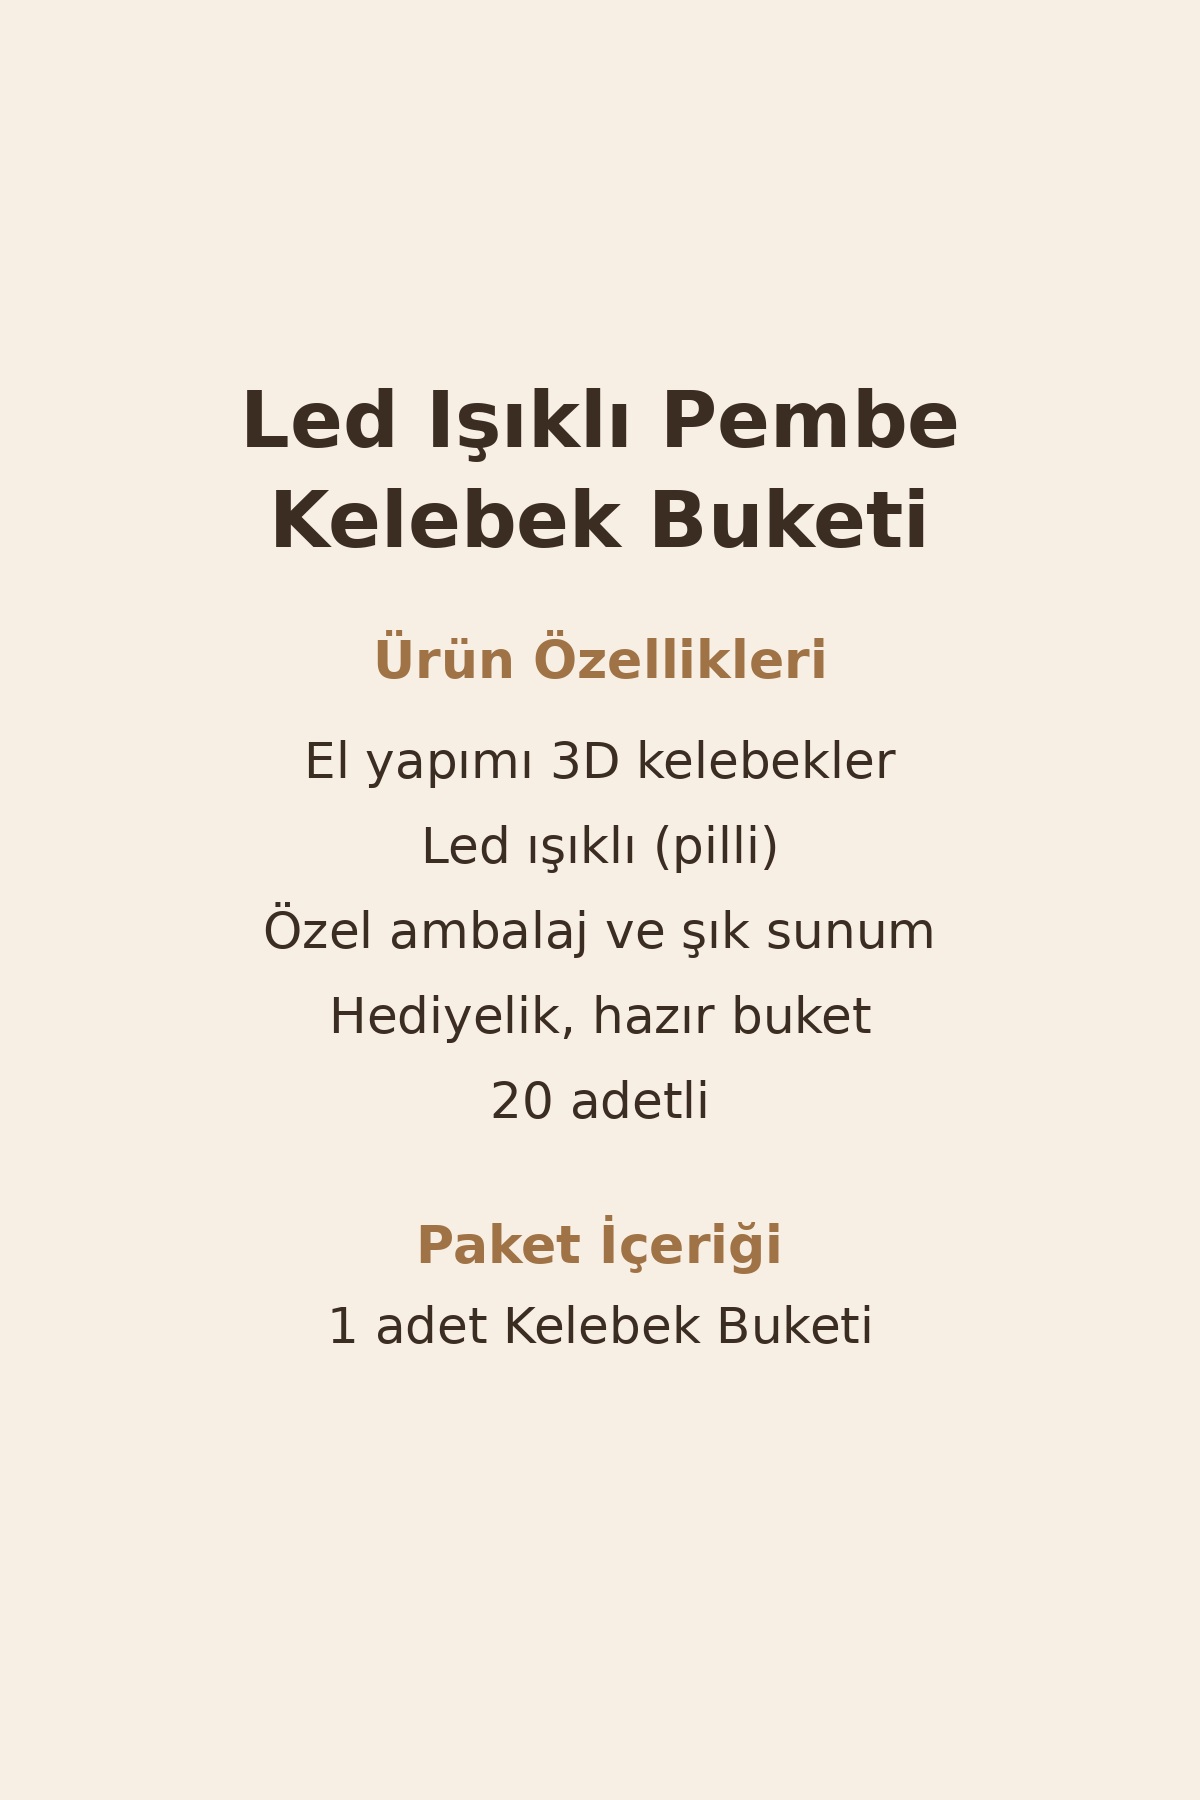 Led Işıklı Pembe
Kelebek Buketi
Ürün Özellikleri
El yapımı 3D kelebekler
Led ışıklı (pilli)
Özel ambalaj ve şık sunum
Hediyelik, hazır buket
20 adetli
Paket İçeriği
1 adet Kelebek Buketi